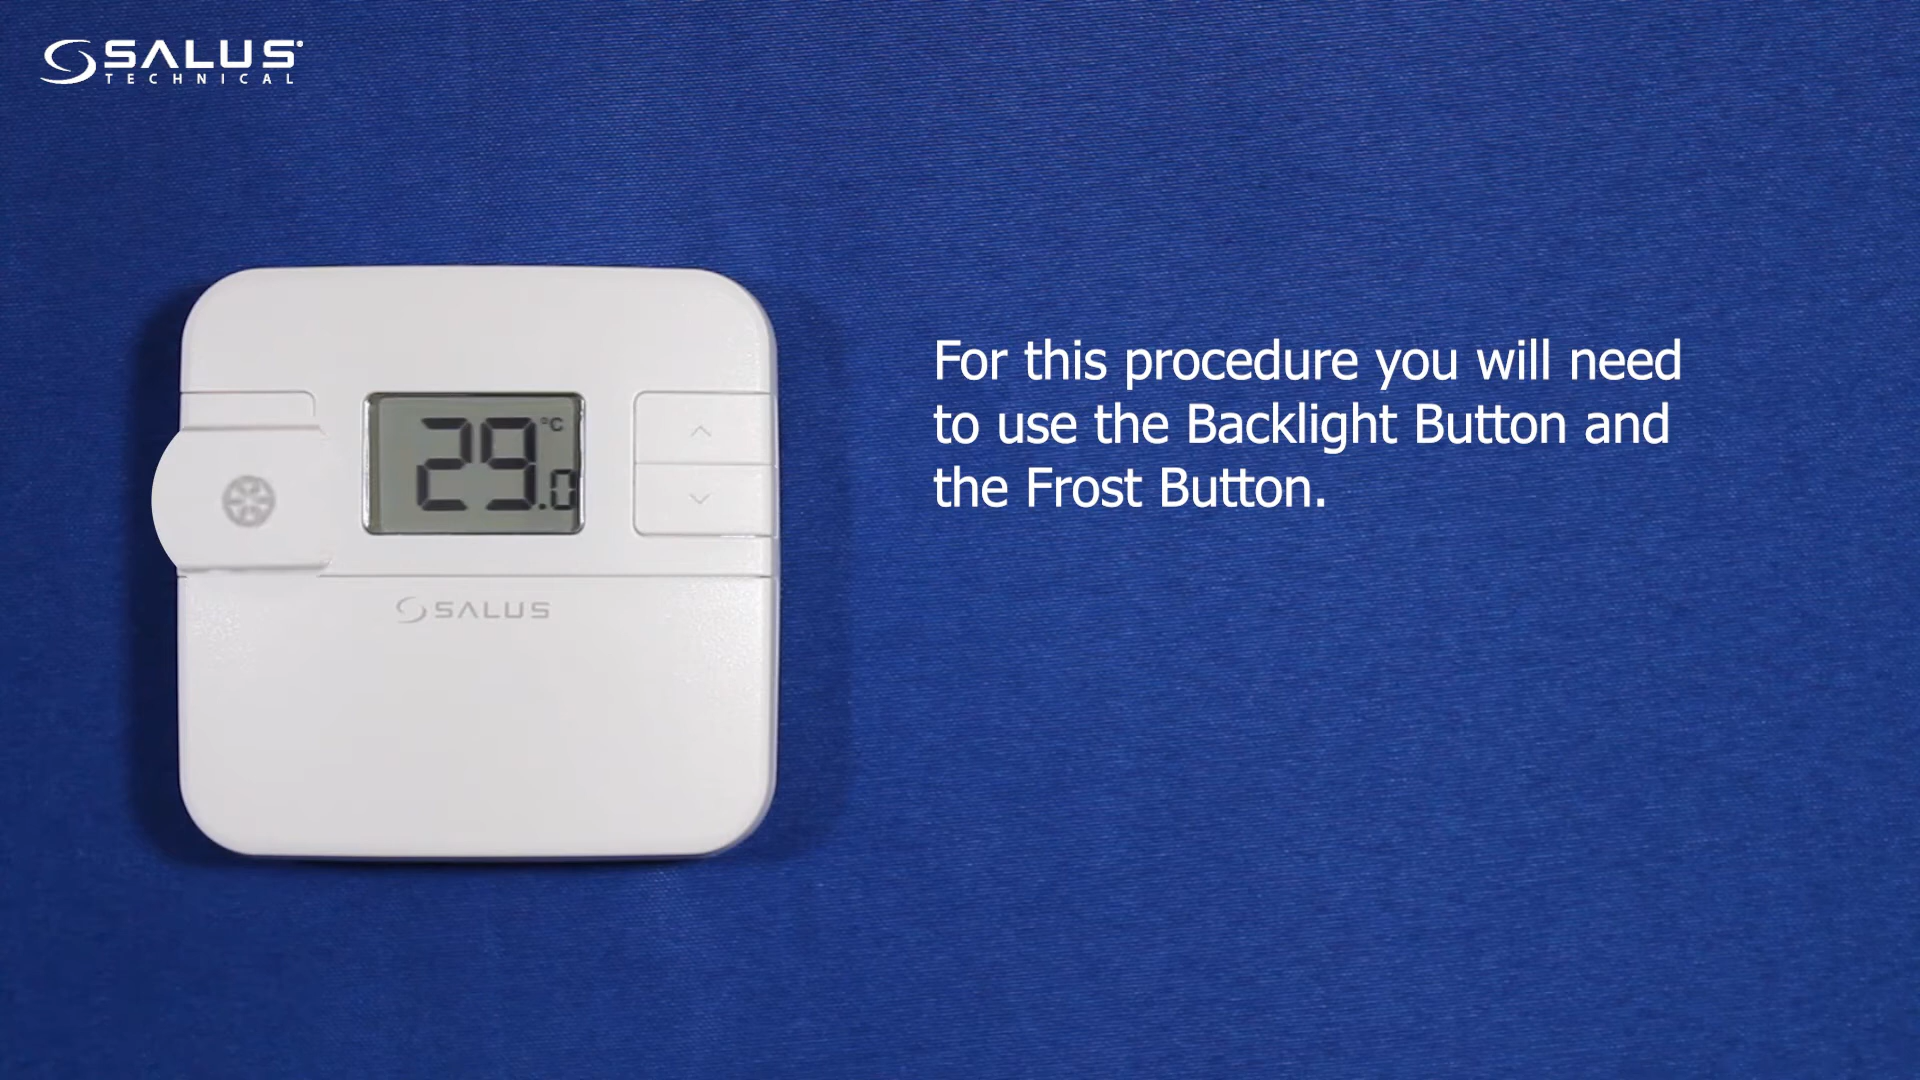 SALUS
TECHNICAL
For this procedure you will need
to use the Backlight Button and
the Frost Button.
29.0 °C
SALUS